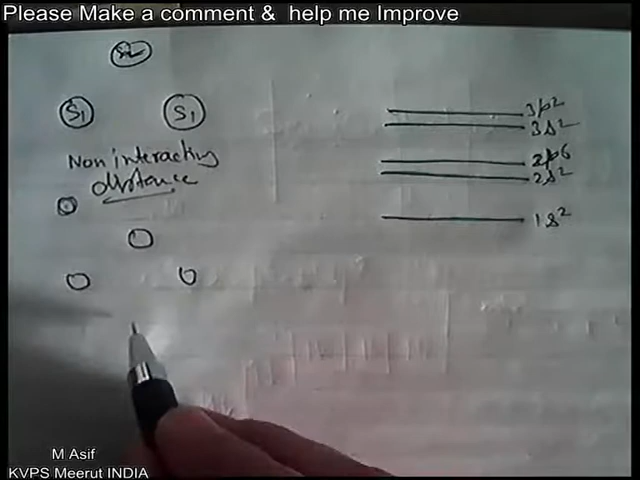 Please Make a comment & help me Improve
Si
Si Si
Non interacting
distance
3p²
3s²
2p6
2s²
1s²
M Asif
KVPS Meerut INDIA